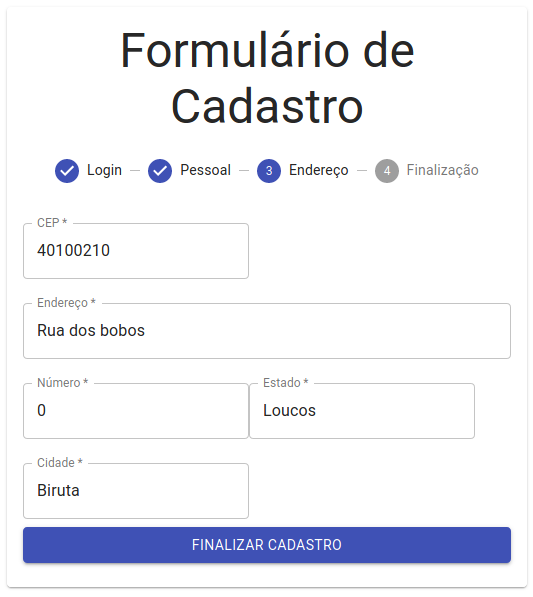 Formulário de
Cadastro
Login Pessoal 3 Endereço 4 Finalização
CEP *
40100210
Endereço *
Rua dos bobos
Número * Estado *
0 Loucos
Cidade *
Biruta
FINALIZAR CADASTRO